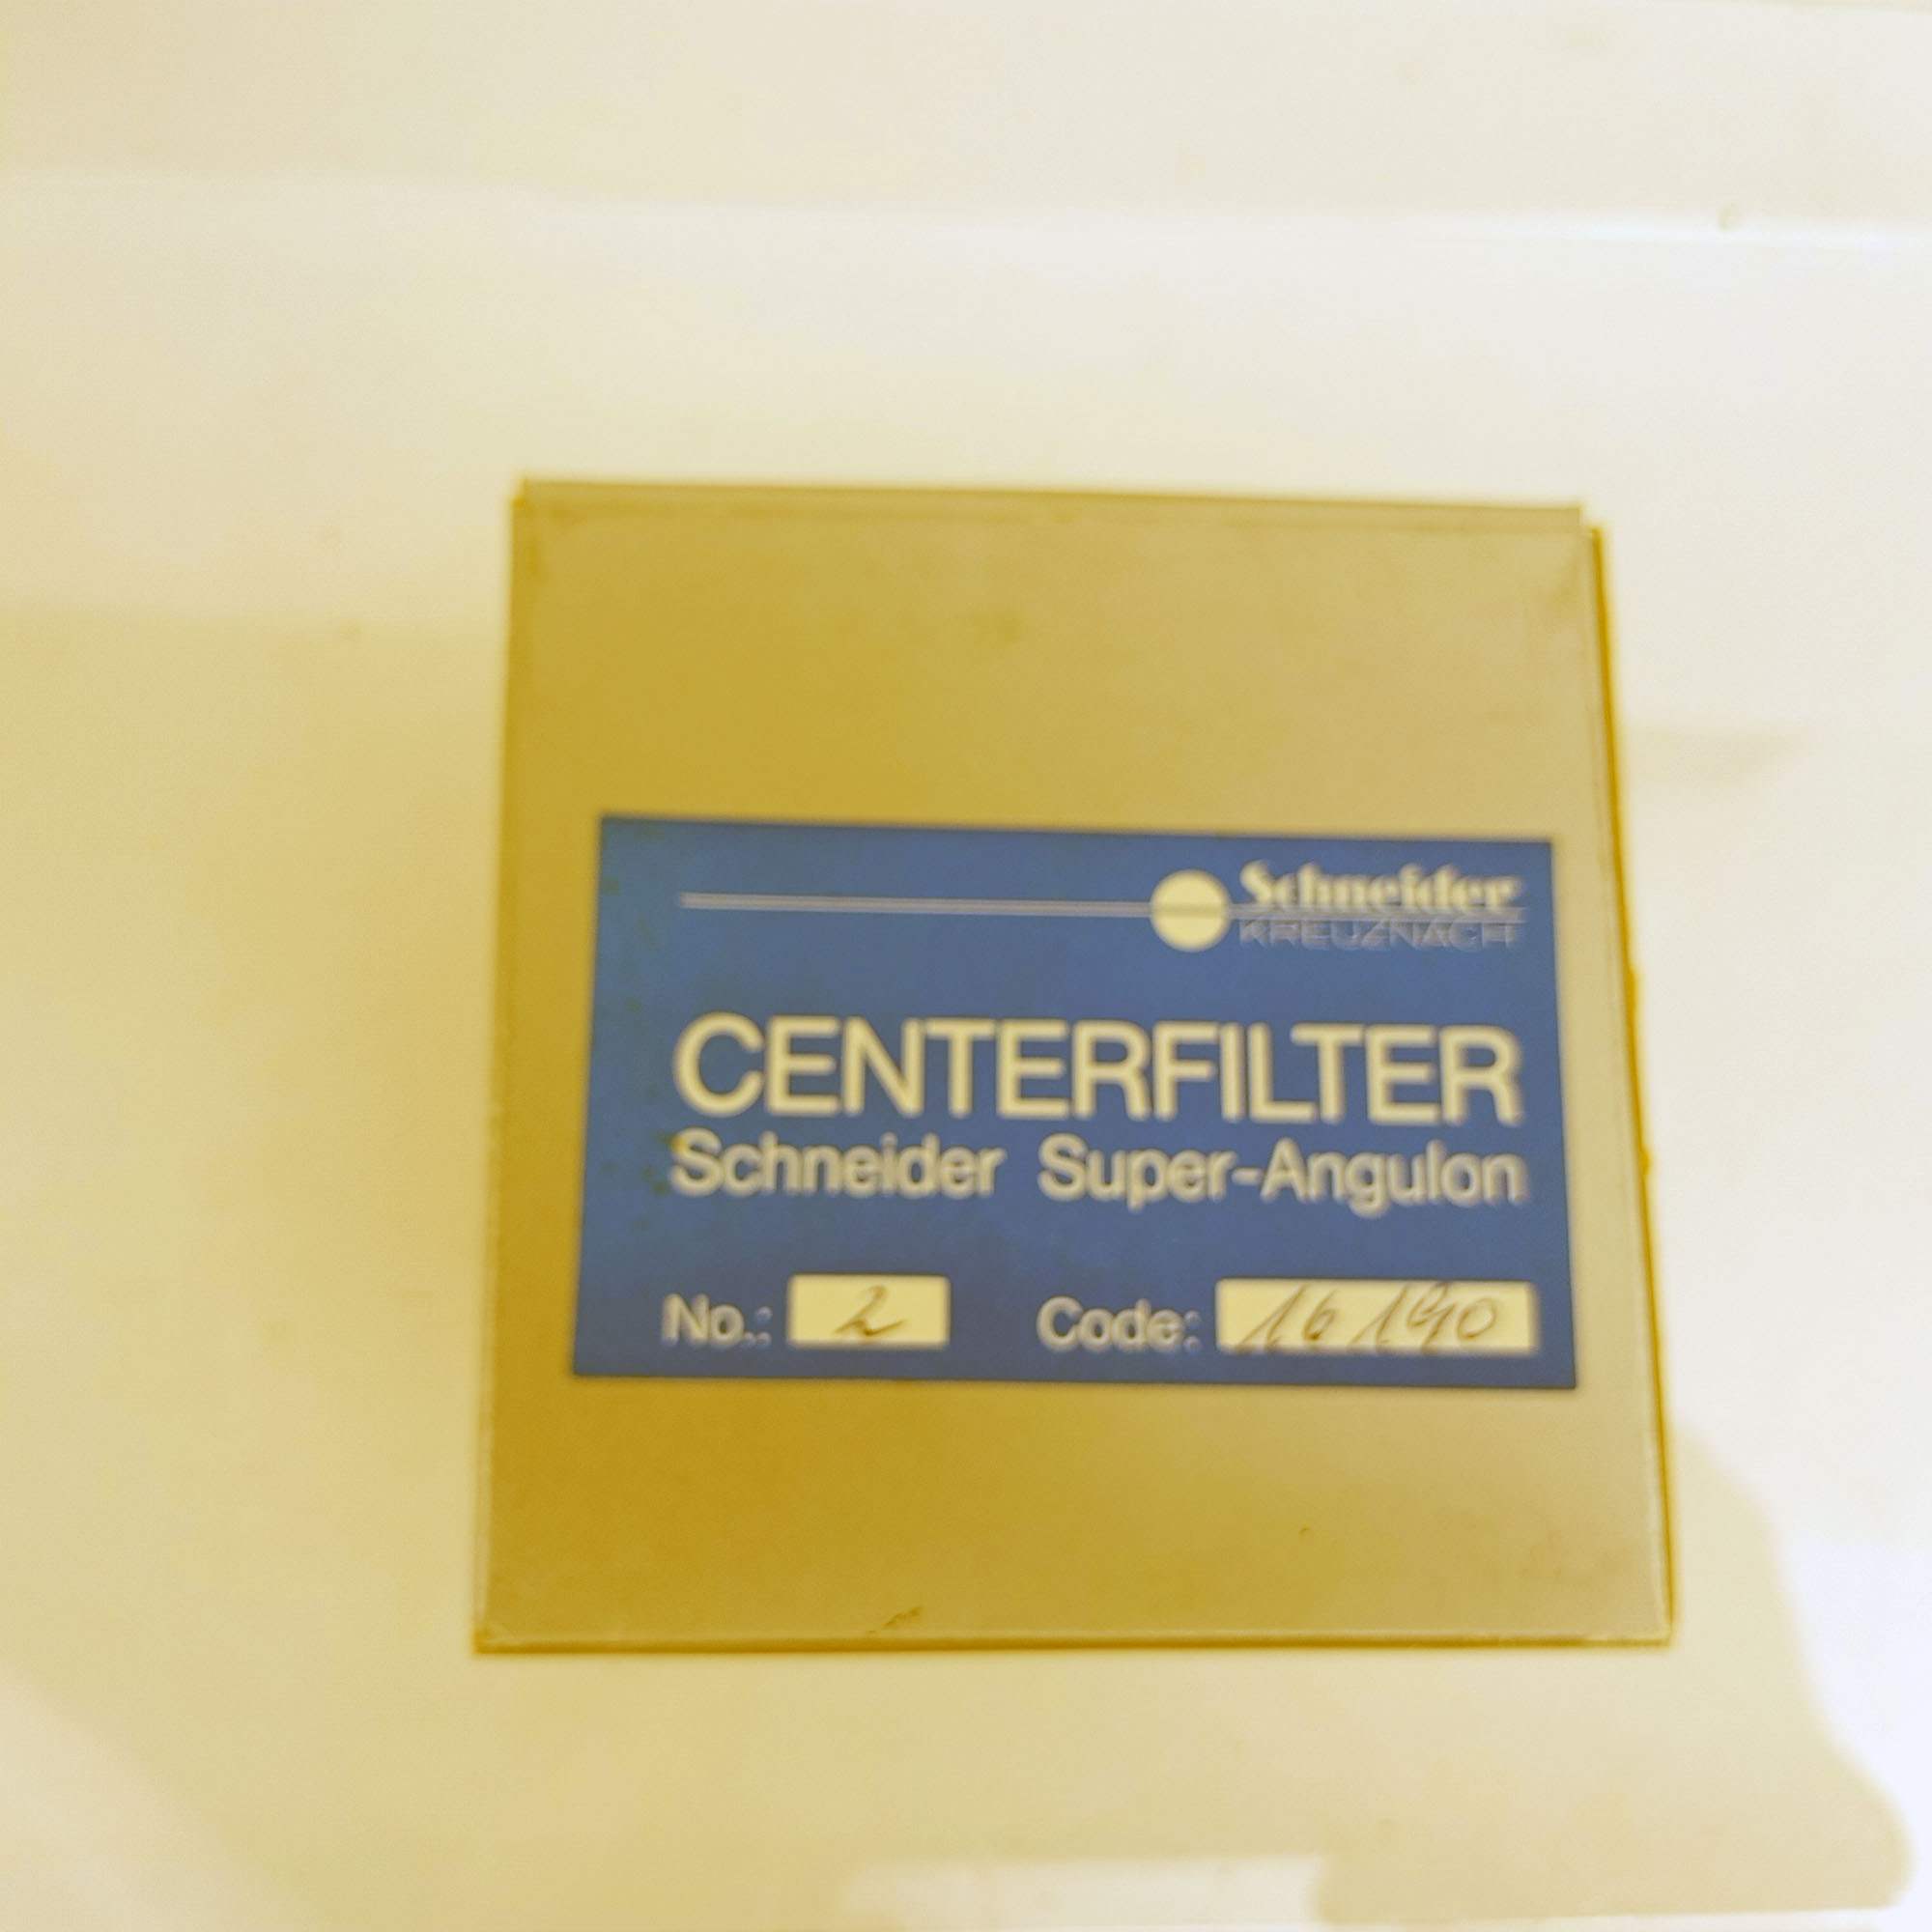 Schneider
KREUZNACH
CENTERFILTER
Schneider Super-Angulon
No.: 2 Code: 16190